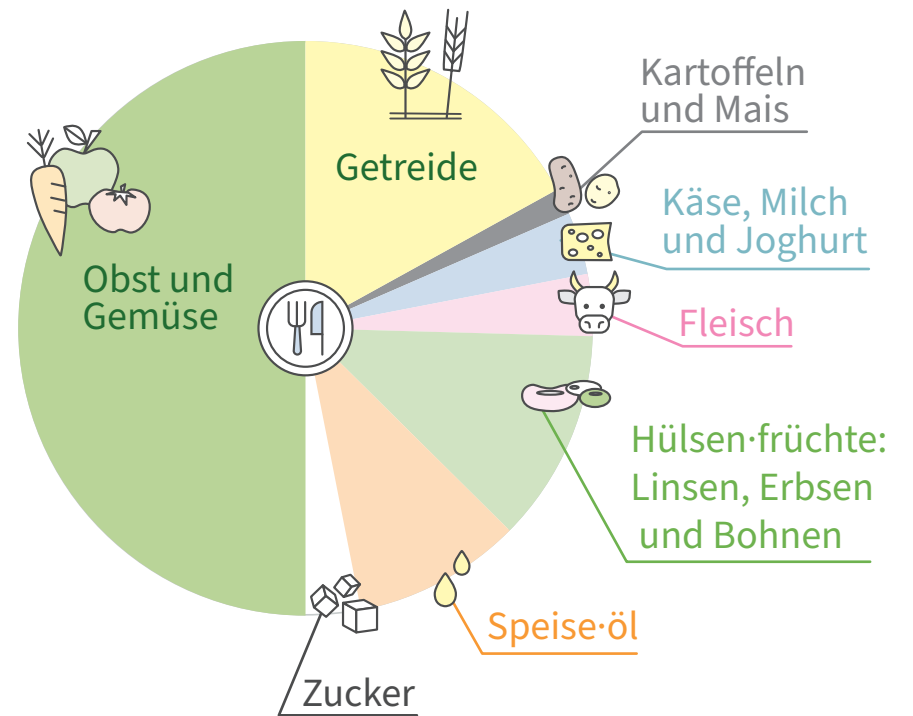 Getreide
Kartoffeln
und Mais
Käse, Milch
und Joghurt
Fleisch
Hülsen·früchte:
Linsen, Erbsen
und Bohnen
Speise·öl
Zucker
Obst und
Gemüse